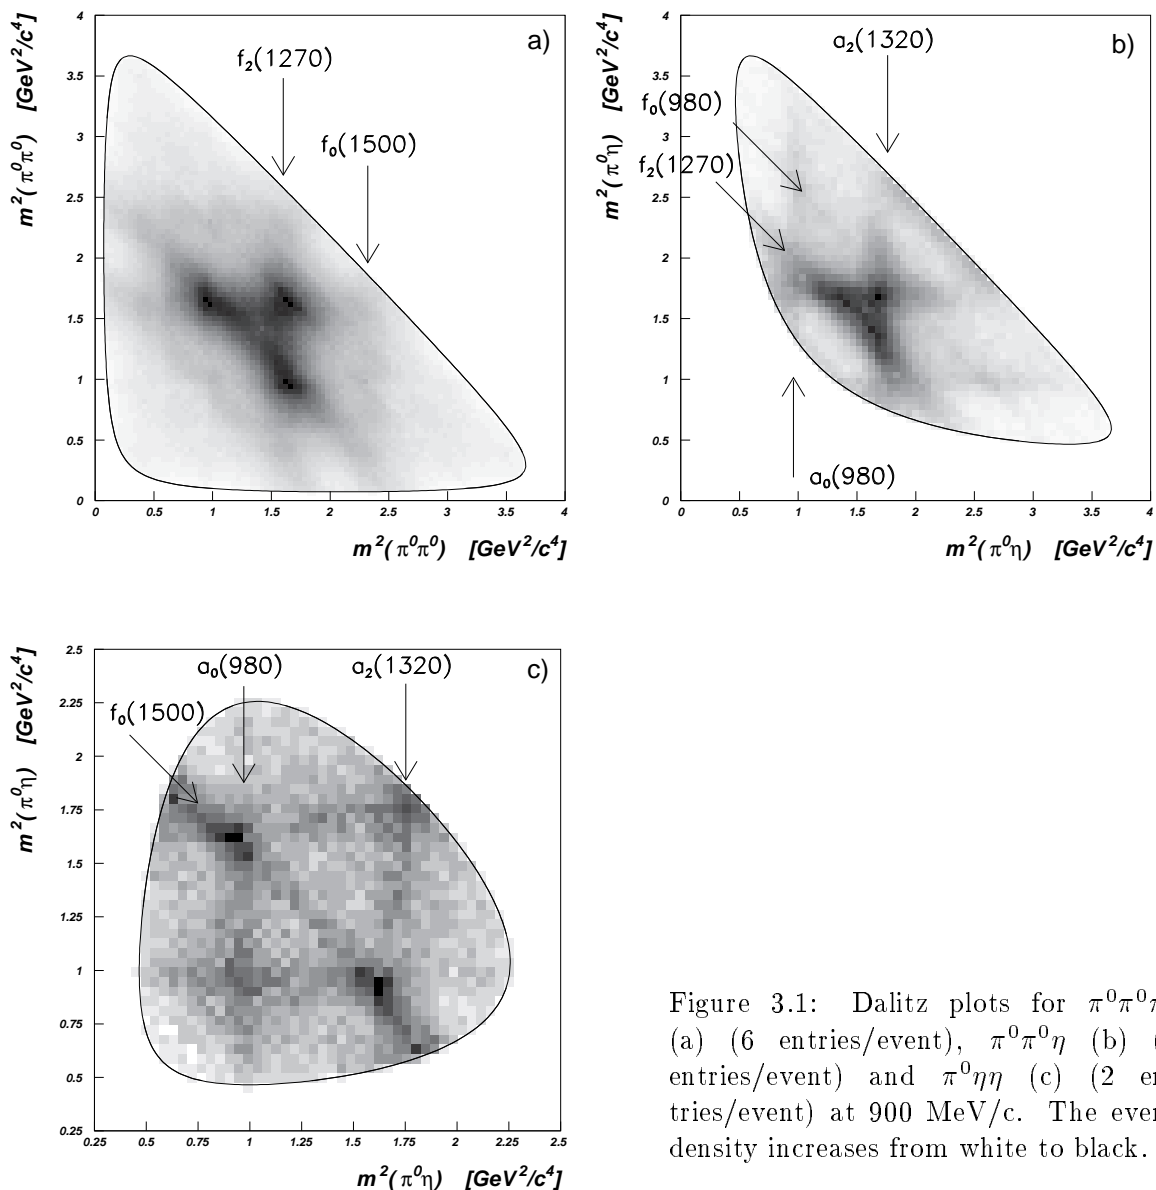 a)
f₂(1270)
f₀(1500)
m²(π⁰π⁰) [GeV²/c⁴]
4
3.5
3
2.5
2
1.5
1
0.5
0
0 0.5 1 1.5 2 2.5 3 3.5 4
m²(π⁰π⁰) [GeV²/c⁴]
b)
a₂(1320)
f₀(980)
f₂(1270)
a₀(980)
m²(π⁰η) [GeV²/c⁴]
4
3.5
3
2.5
2
1.5
1
0.5
0
0 0.5 1 1.5 2 2.5 3 3.5 4
m²(π⁰η) [GeV²/c⁴]
c)
a₀(980) a₂(1320)
f₀(1500)
m²(π⁰η) [GeV²/c⁴]
2.5
2.25
2
1.75
1.5
1.25
1
0.75
0.5
0.25
0.25 0.5 0.75 1 1.25 1.5 1.75 2 2.25 2.5
m²(π⁰η) [GeV²/c⁴]
Figure 3.1: Dalitz plots for π⁰π⁰π
(a) (6 entries/event), π⁰π⁰η (b) (
entries/event) and π⁰ηη (c) (2 en
tries/event) at 900 MeV/c. The even
density increases from white to black.